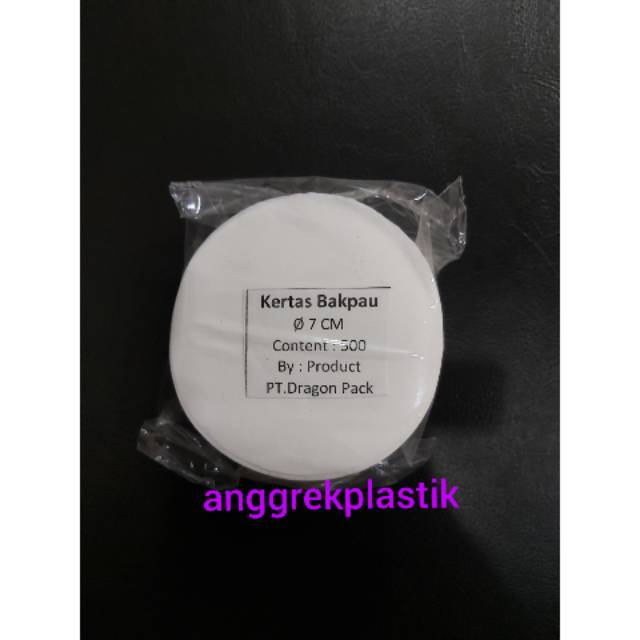 Kertas Bakpau
Ø 7 CM
Content : 500
By : Product
PT.Dragon Pack
anggrekplastik